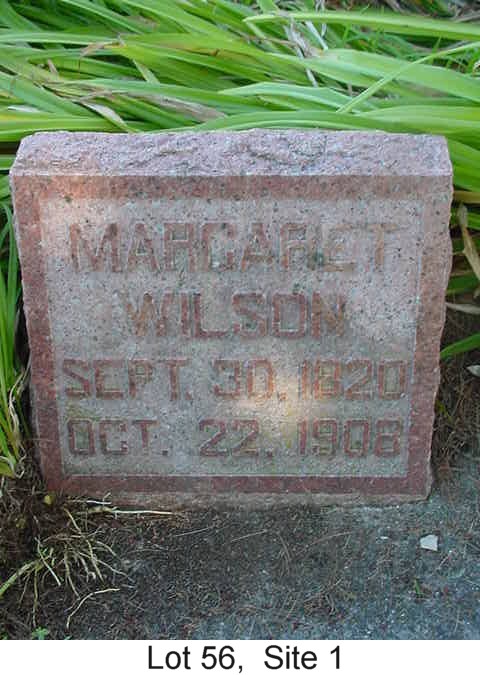 MARGARET
WILSON
SEPT. 30. 1820
OCT. 22. 1908
Lot 56,  Site 1